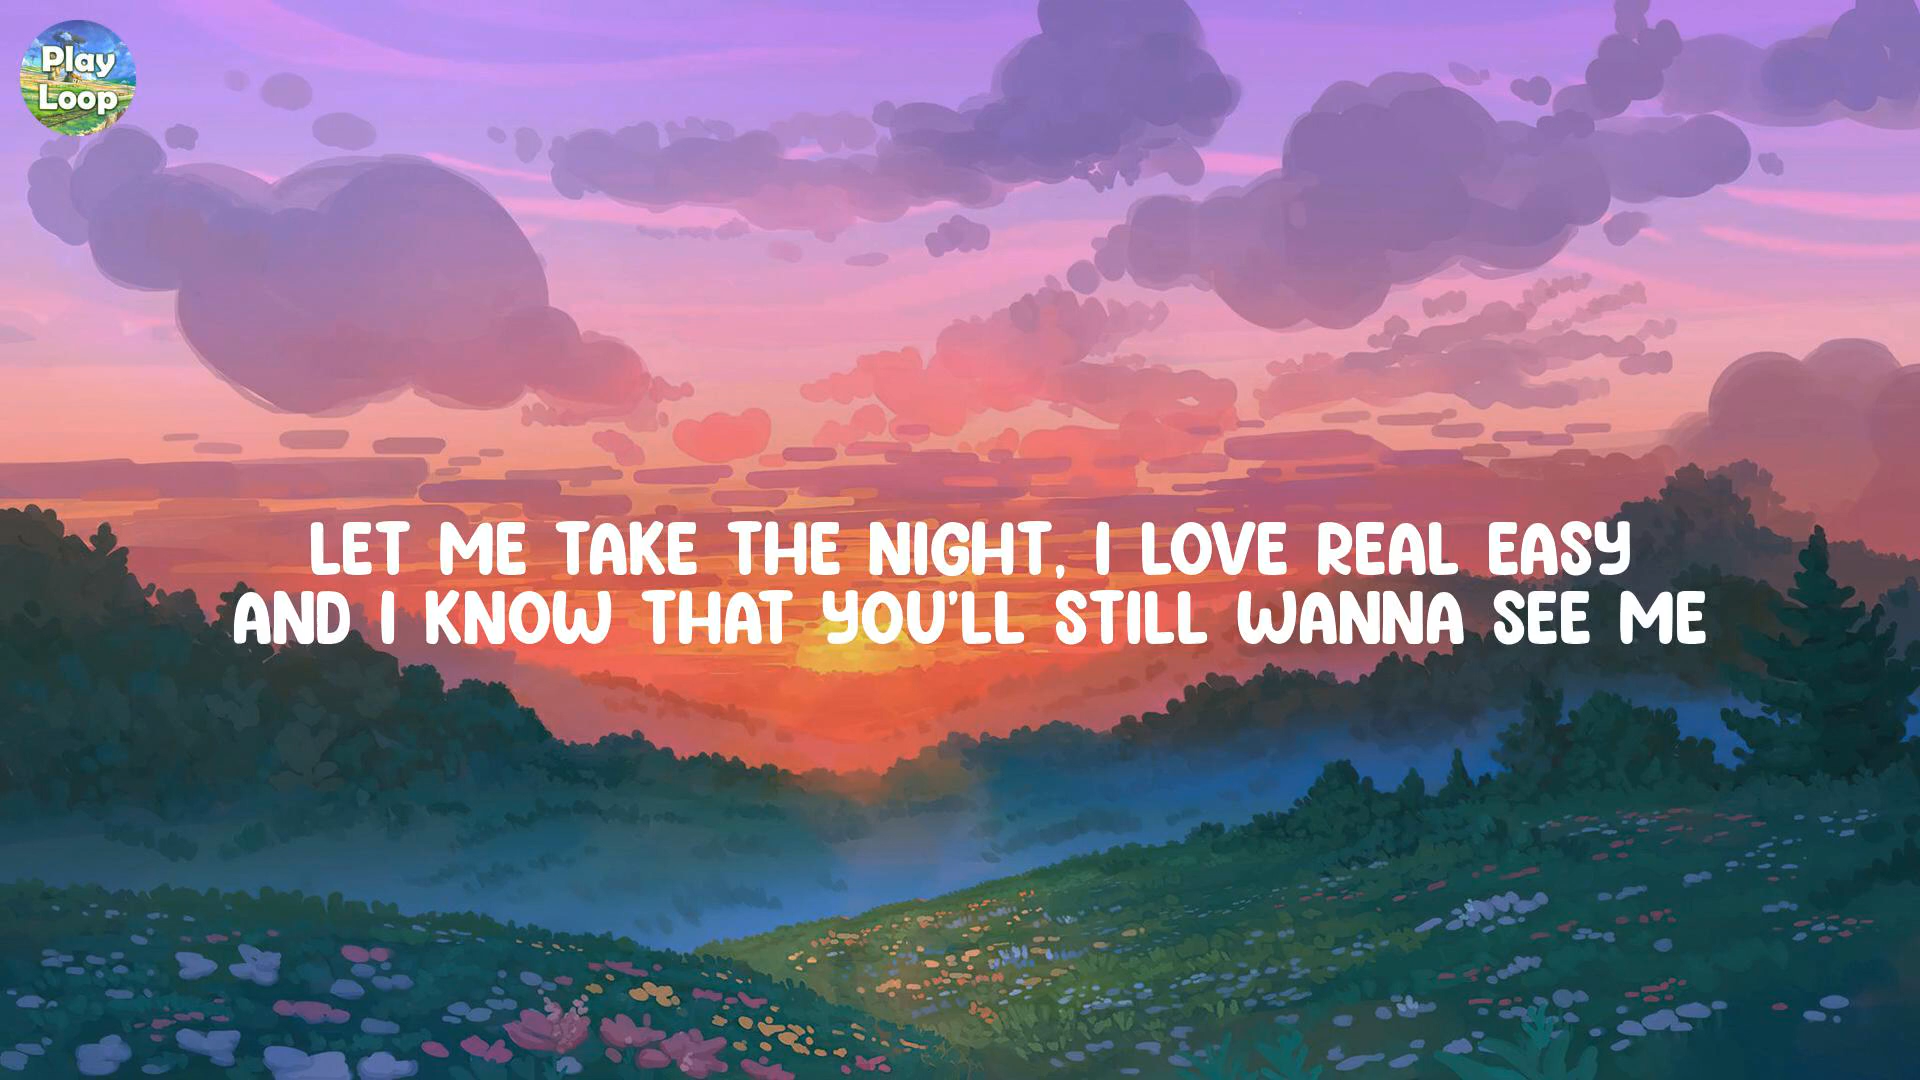 Play
Loop
LET ME TAKE THE NIGHT, I LOVE REAL EASY
AND I KNOW THAT YOU'LL STILL WANNA SEE ME